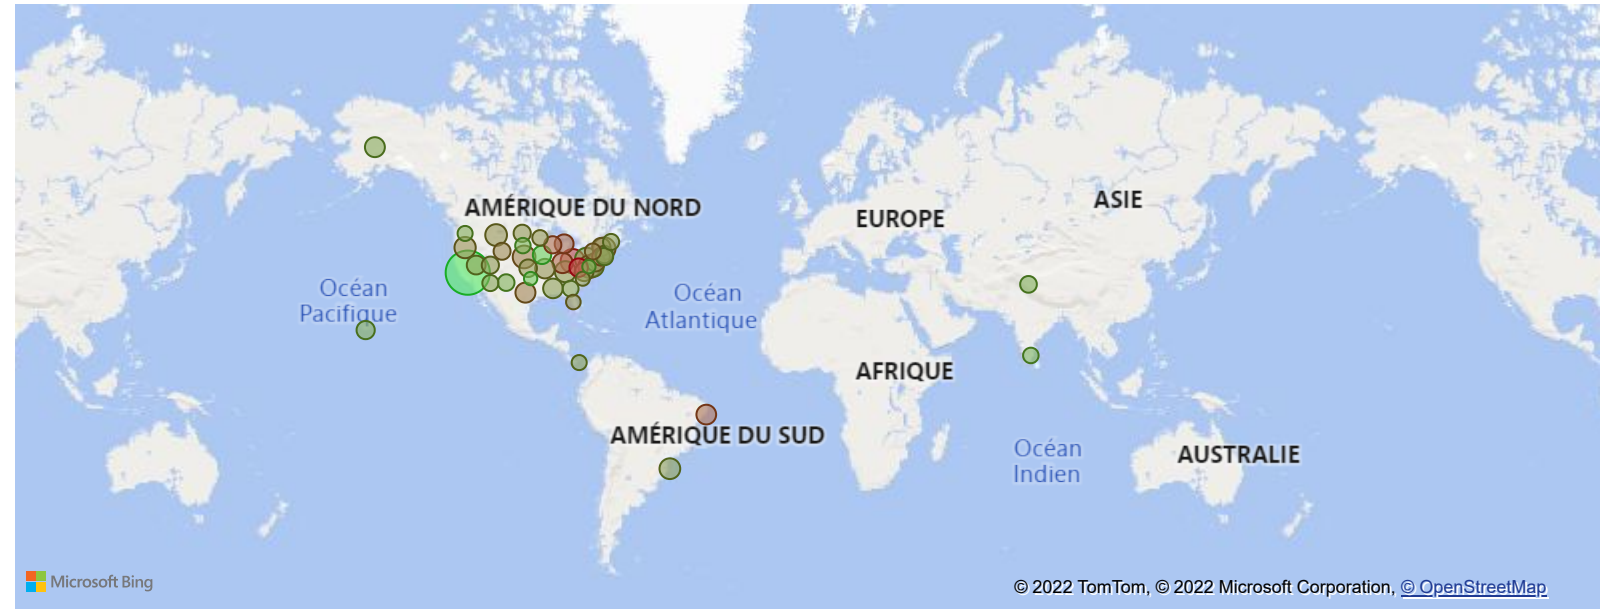 AMÉRIQUE DU NORD
ASIE
EUROPE
Océan
Pacifique
Océan
Atlantique
AFRIQUE
AMÉRIQUE DU SUD
Océan
Indien
AUSTRALIE
Microsoft Bing
© 2022 TomTom, © 2022 Microsoft Corporation, © OpenStreetMap